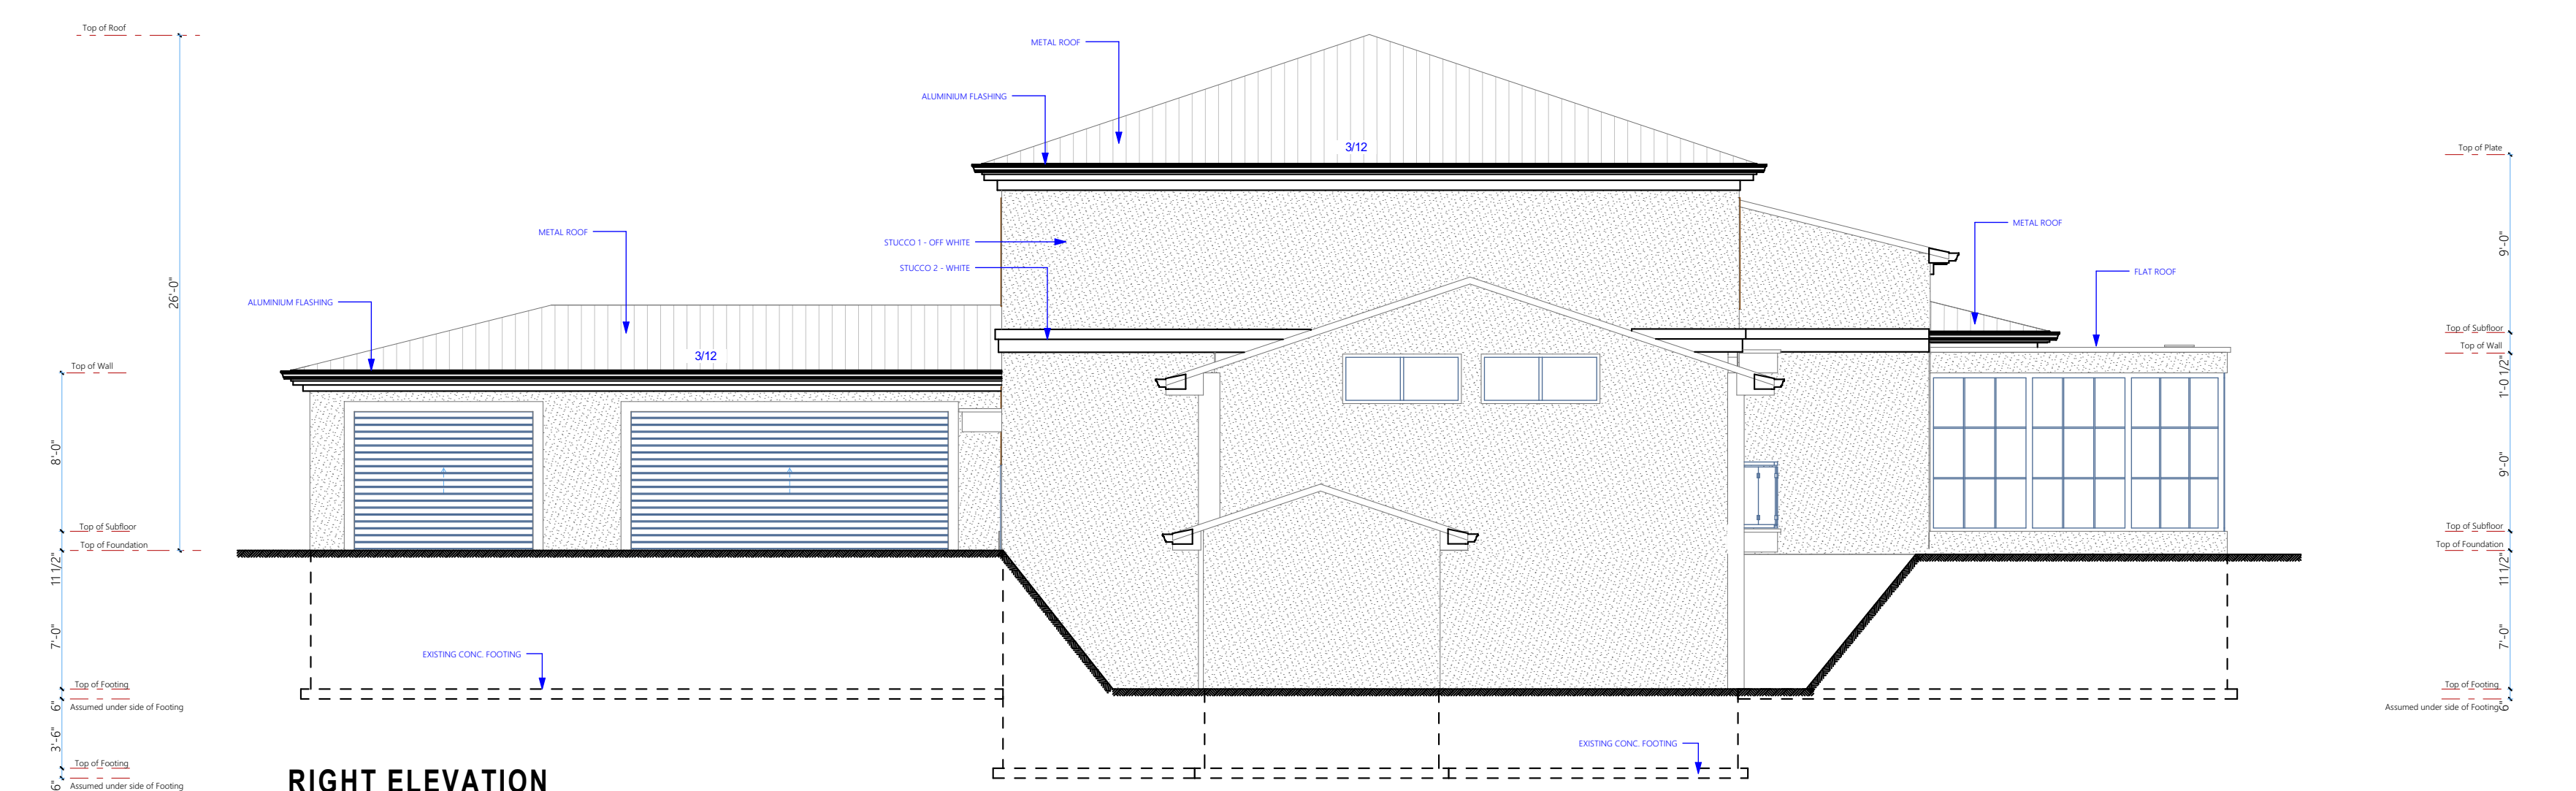 Top of Roof
METAL ROOF
ALUMINIUM FLASHING
3/12
Top of Plate
METAL ROOF
STUCCO 1 - OFF WHITE
STUCCO 2 - WHITE
METAL ROOF
FLAT ROOF
9'-0"
26'-0"
ALUMINIUM FLASHING
3/12
Top of Subfloor
Top of Wall
Top of Wall
1'-0 1/2"
8'-0"
9'-0"
Top of Subfloor
Top of Foundation
Top of Subfloor
Top of Foundation
11 1/2"
11 1/2"
7'-0"
7'-0"
EXISTING CONC. FOOTING
Top of Footing
6"
Assumed under side of Footing
Top of Footing
Assumed under side of Footing
6"
3'-6"
EXISTING CONC. FOOTING
Top of Footing
6"
Assumed under side of Footing
RIGHT ELEVATION